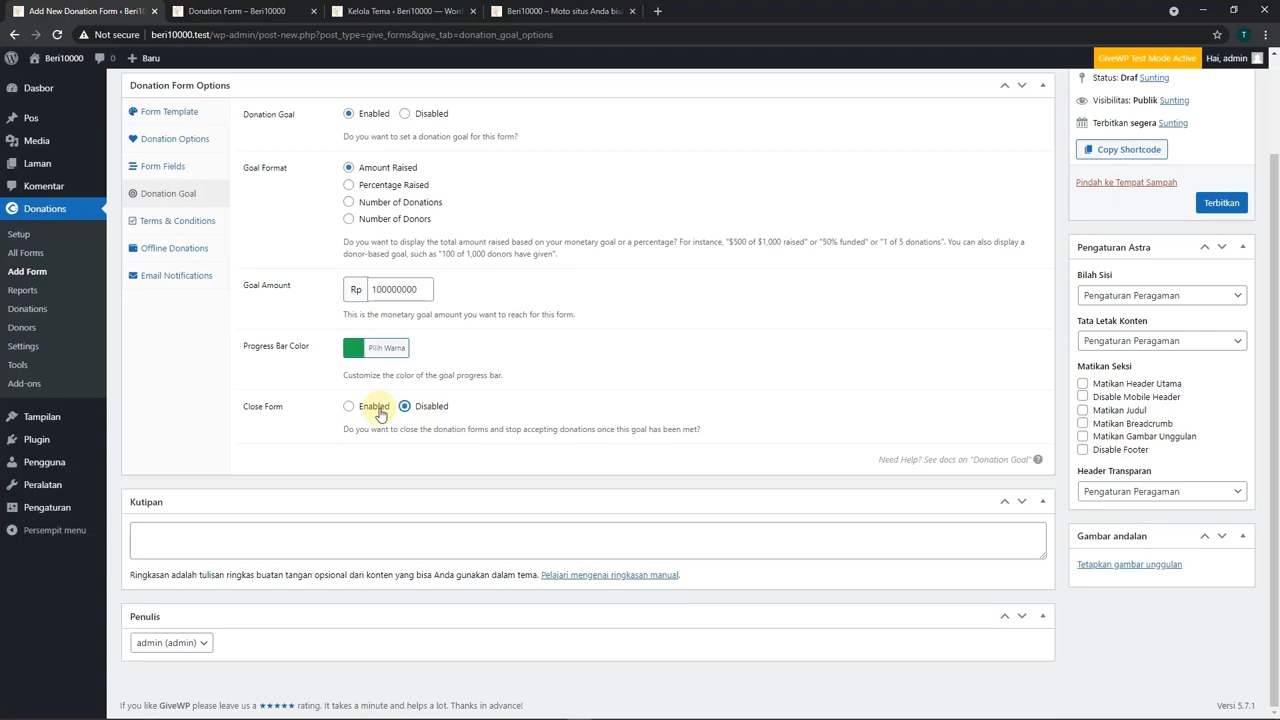 Add New Donation Form ‹ Beri10
Donation Form – Beri10000
Kelola Tema ‹ Beri10000 — Word
Beri10000 – Moto situs Anda bis
Not secure
beri10000.test/wp-admin/post-new.php?post_type=give_forms&give_tab=donation_goal_options
T
Beri10000
0
Baru
GiveWP Test Mode Active
Hai, admin
Dasbor
Pos
Media
Laman
Komentar
Donations
Setup
All Forms
Add Form
Reports
Donations
Donors
Settings
Tools
Add-ons
Tampilan
Plugin
Pengguna
Peralatan
Pengaturan
Persempit menu
Donation Form Options
Form Template
Donation Options
Form Fields
Donation Goal
Terms & Conditions
Offline Donations
Email Notifications
Donation Goal
Enabled
Disabled
Do you want to set a donation goal for this form?
Goal Format
Amount Raised
Percentage Raised
Number of Donations
Number of Donors
Do you want to display the total amount raised based on your monetary goal or a percentage? For instance, "$500 of $1,000 raised" or "50% funded" or "1 of 5 donations". You can also display a
donor-based goal, such as "100 of 1,000 donors have given".
Goal Amount
Rp
100000000
This is the monetary goal amount you want to reach for this form.
Progress Bar Color
Pilih Warna
Customize the color of the goal progress bar.
Close Form
Enabled
Disabled
Do you want to close the donation forms and stop accepting donations once this goal has been met?
Need Help? See docs on "Donation Goal"
Kutipan
Ringkasan adalah tulisan ringkas buatan tangan opsional dari konten yang bisa Anda gunakan dalam tema. Pelajari mengenai ringkasan manual.
Penulis
admin (admin)
Status: Draf Sunting
Visibilitas: Publik Sunting
Terbitkan segera Sunting
Copy Shortcode
Pindah ke Tempat Sampah
Terbitkan
Pengaturan Astra
Bilah Sisi
Pengaturan Peragaman
Tata Letak Konten
Pengaturan Peragaman
Matikan Seksi
Matikan Header Utama
Disable Mobile Header
Matikan Judul
Matikan Breadcrumb
Matikan Gambar Unggulan
Disable Footer
Header Transparan
Pengaturan Peragaman
Gambar andalan
Tetapkan gambar unggulan
If you like GiveWP please leave us a ★★★★★ rating. It takes a minute and helps a lot. Thanks in advance!
Versi 5.7.1